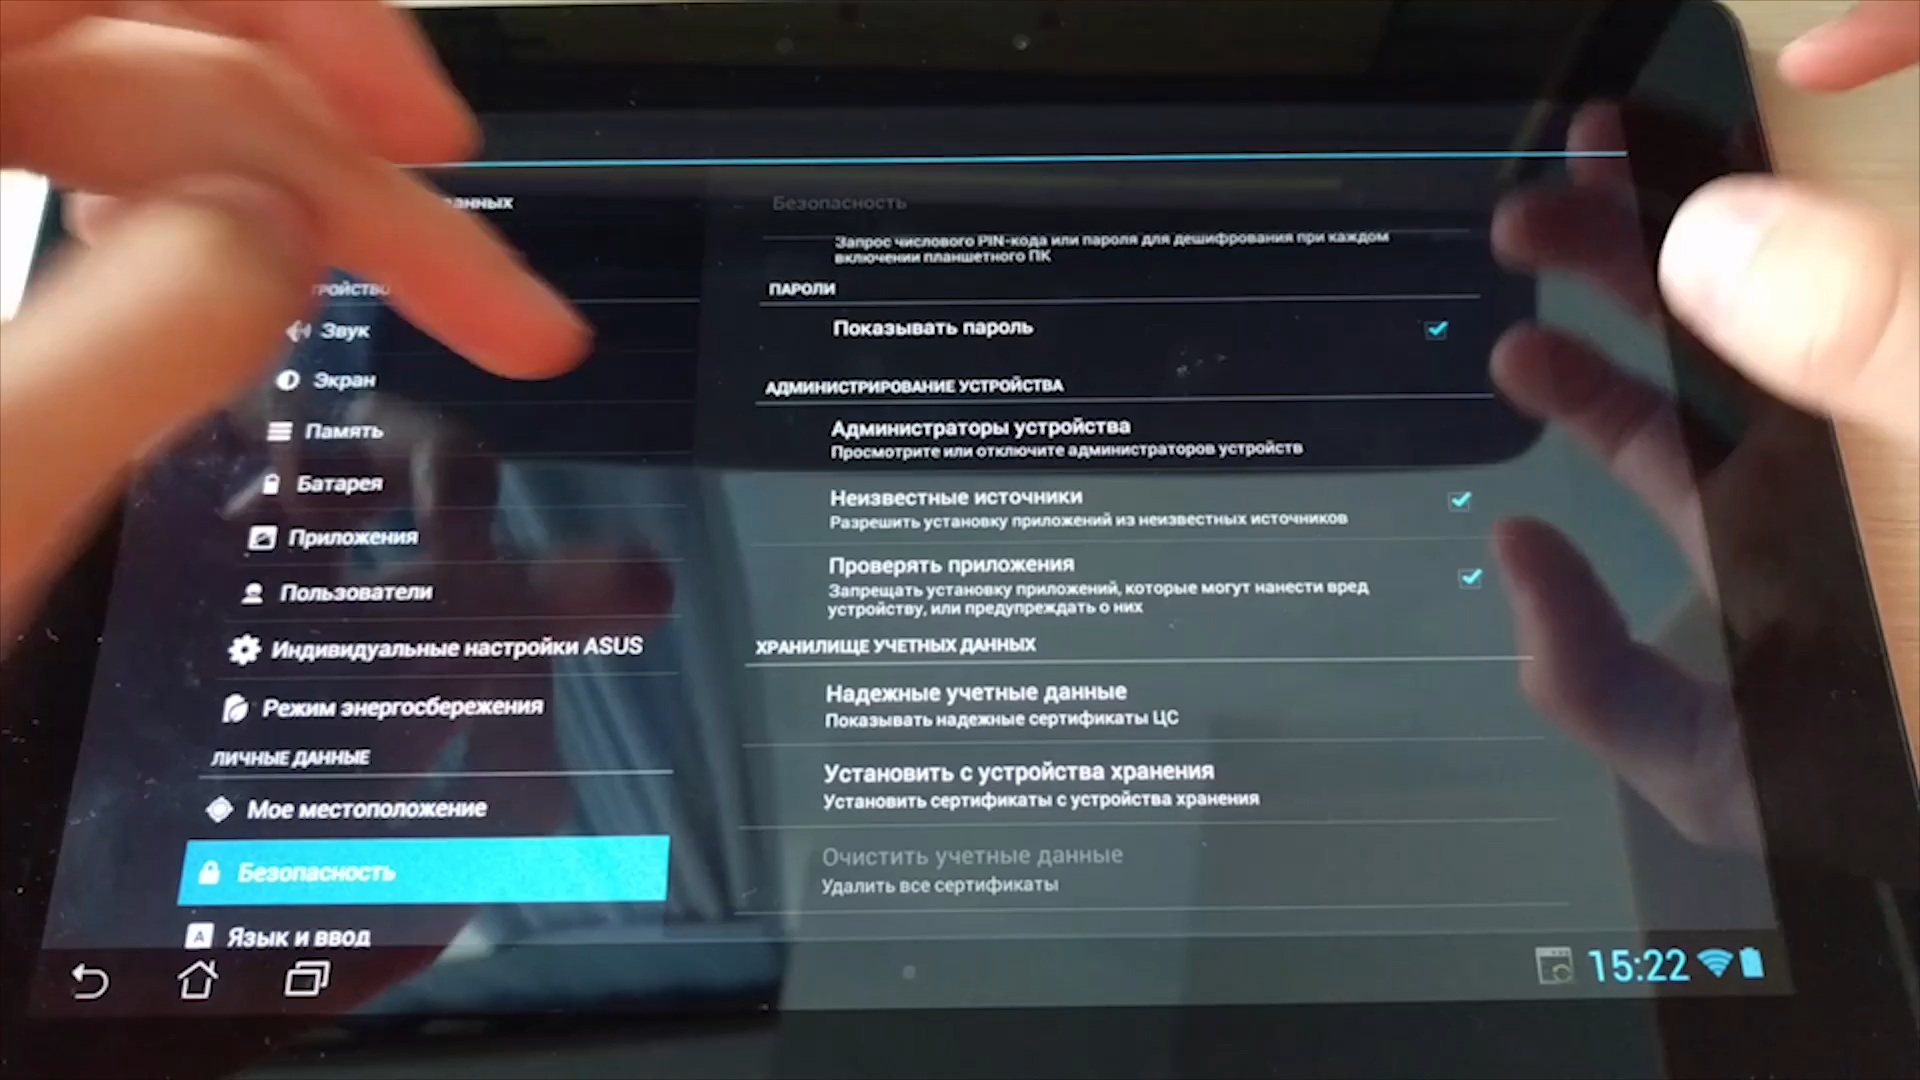 Безопасность
Запрос числового PIN-кода или пароля для дешифрования при каждом
включении планшетного ПК
ПАРОЛИ
Звук
Показывать пароль
Экран
АДМИНИСТРИРОВАНИЕ УСТРОЙСТВА
Память
Администраторы устройства
Просмотрите или отключите администраторов устройств
Батарея
Неизвестные источники
Разрешить установку приложений из неизвестных источников
Приложения
Проверять приложения
Запрещать установку приложений, которые могут нанести вред
устройству, или предупреждать о них
Пользователи
Индивидуальные настройки ASUS
ХРАНИЛИЩЕ УЧЕТНЫХ ДАННЫХ
Надежные учетные данные
Показывать надежные сертификаты ЦС
Режим энергосбережения
ЛИЧНЫЕ ДАННЫЕ
Установить с устройства хранения
Установить сертификаты с устройства хранения
Мое местоположение
Очистить учетные данные
Удалить все сертификаты
Безопасность
Язык и ввод
15:22